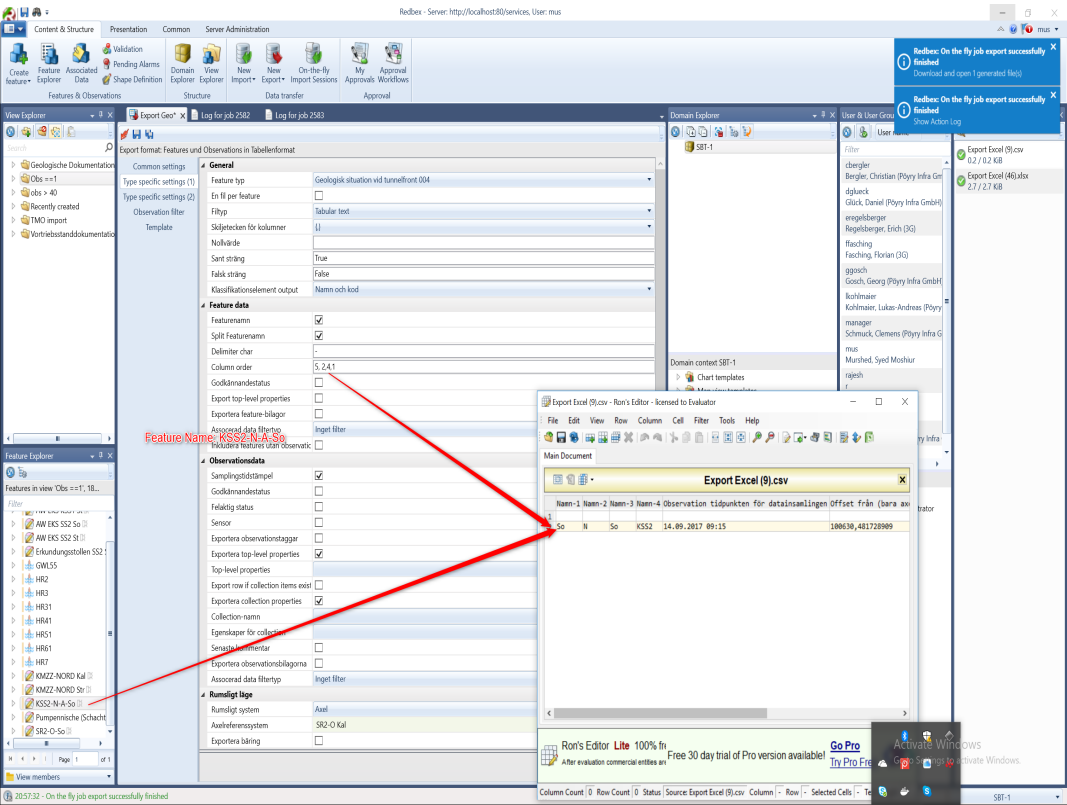 Redbex - Server: http://localhost:80/services, User: mus
Content & Structure Presentation Common Server Administration
mus
Create feature
Feature Explorer
Associated Data
Validation
Pending Alarms
Shape Definition
Domain Explorer
View Explorer
New Import
New Export
On-the-fly Import Sessions
My Approvals
Approval Workflows
Features & Observations Structure Data transfer Approval
Redbex: On the fly job export successfully finished
Download and open 1 generated file(s)
Redbex: On the fly job export successfully finished
Show Action Log
View Explorer
Search
Geologische Dokumentation
Obs ==1
obs > 40
Recently created
TMO import
Vortriebsstanddokumentatio
Export Geo* X Log for job 2582 Log for job 2583
Export format: Features und Observations in Tabellenformat
Common settings
Type specific settings (1)
Type specific settings (2)
Observation filter
Template
General
Feature typ Geologisk situation vid tunnelfront 004
En fil per feature
Filtyp Tabular text
Skiljetecken för kolumner (,)
Nollvärde
Sant sträng True
Falsk sträng False
Klassifikationselement output Namn och kod
Feature data
Featurenamn
Split Featurenamn
Delimiter char -
Column order 5, 2,4,1
Godkännandestatus
Export top-level properties
Exportera feature-bilagor
Assocerad data filtertyp Inget filter
Inkludera features utan observatic
Feature Name: KSS2-N-A-So
Observationsdata
Samplingstidstämpel
Godkännandestatus
Felaktig status
Sensor
Exportera observationstaggar
Exportera top-level properties
Top-level properties
Export row if collection items exist
Exportera collection properties
Collection-namn
Egenskaper för collection
Senaste kommentar
Exportera observationsbilagorna
Assocerad data filtertyp Inget filter
Rumsligt läge
Rumsligt system Axel
Axelreferenssystem SR2-O Kal
Exportera bäring
Feature Explorer
Features in view 'Obs ==1', 18...
Filter
AW EKS SS2 So
AW EKS SS2 St
Erkundungsstollen SS2
GWL55
HR2
HR3
HR31
HR41
HR51
HR61
HR7
KMZZ-NORD Kal
KMZZ-NORD Str
KSS2-N-A-So
Pumpennische (Schacht
SR2-O-So
Page 1 of 1
View members
20:57:32 - On the fly job export successfully finished
Domain Explorer
SBT-1
Domain context SBT-1
Chart templates
User & User Grou
Filter
cbergler
Bergler, Christian (Pöyry Infra Gm
dglueck
Glück, Daniel (Pöyry Infra GmbH)
eregelsberger
Regelsberger, Erich (3G)
ffasching
Fasching, Florian (3G)
ggosch
Gosch, Georg (Pöyry Infra GmbH
lkohlmaier
Kohlmaier, Lukas-Andreas (Pöyry
manager
Schmuck, Clemens (Pöyry Infra G
mus
Murshed, Syed Moshiur
rajesh
Export Excel (9).csv
0.2 / 0.2 KiB
Export Excel (46).xlsx
2.7 / 2.7 KiB
Export Excel (9).csv - Ron's Editor - licensed to Evaluator
File Edit View Row Column Cell Filter Tools Help
Main Document
Export Excel (9).csv
Namn-1 Namn-2 Namn-3 Namn-4 Observation tidpunkten för datainsamlingen Offset från (bara axe
1
So N So KSS2 14.09.2017 09:15 100630,481728909
Ron's Editor Lite 100% fr
After evaluation commercial entities are
Free 30 day trial of Pro version available!
Go Pro
Try Pro Fre
Column Count 0 Row Count 0 Status Source: Export Excel (9).csv Column - Row - Selected Cells - Te
Activate Windows
Go to Settings to activate Windows.
SBT-1